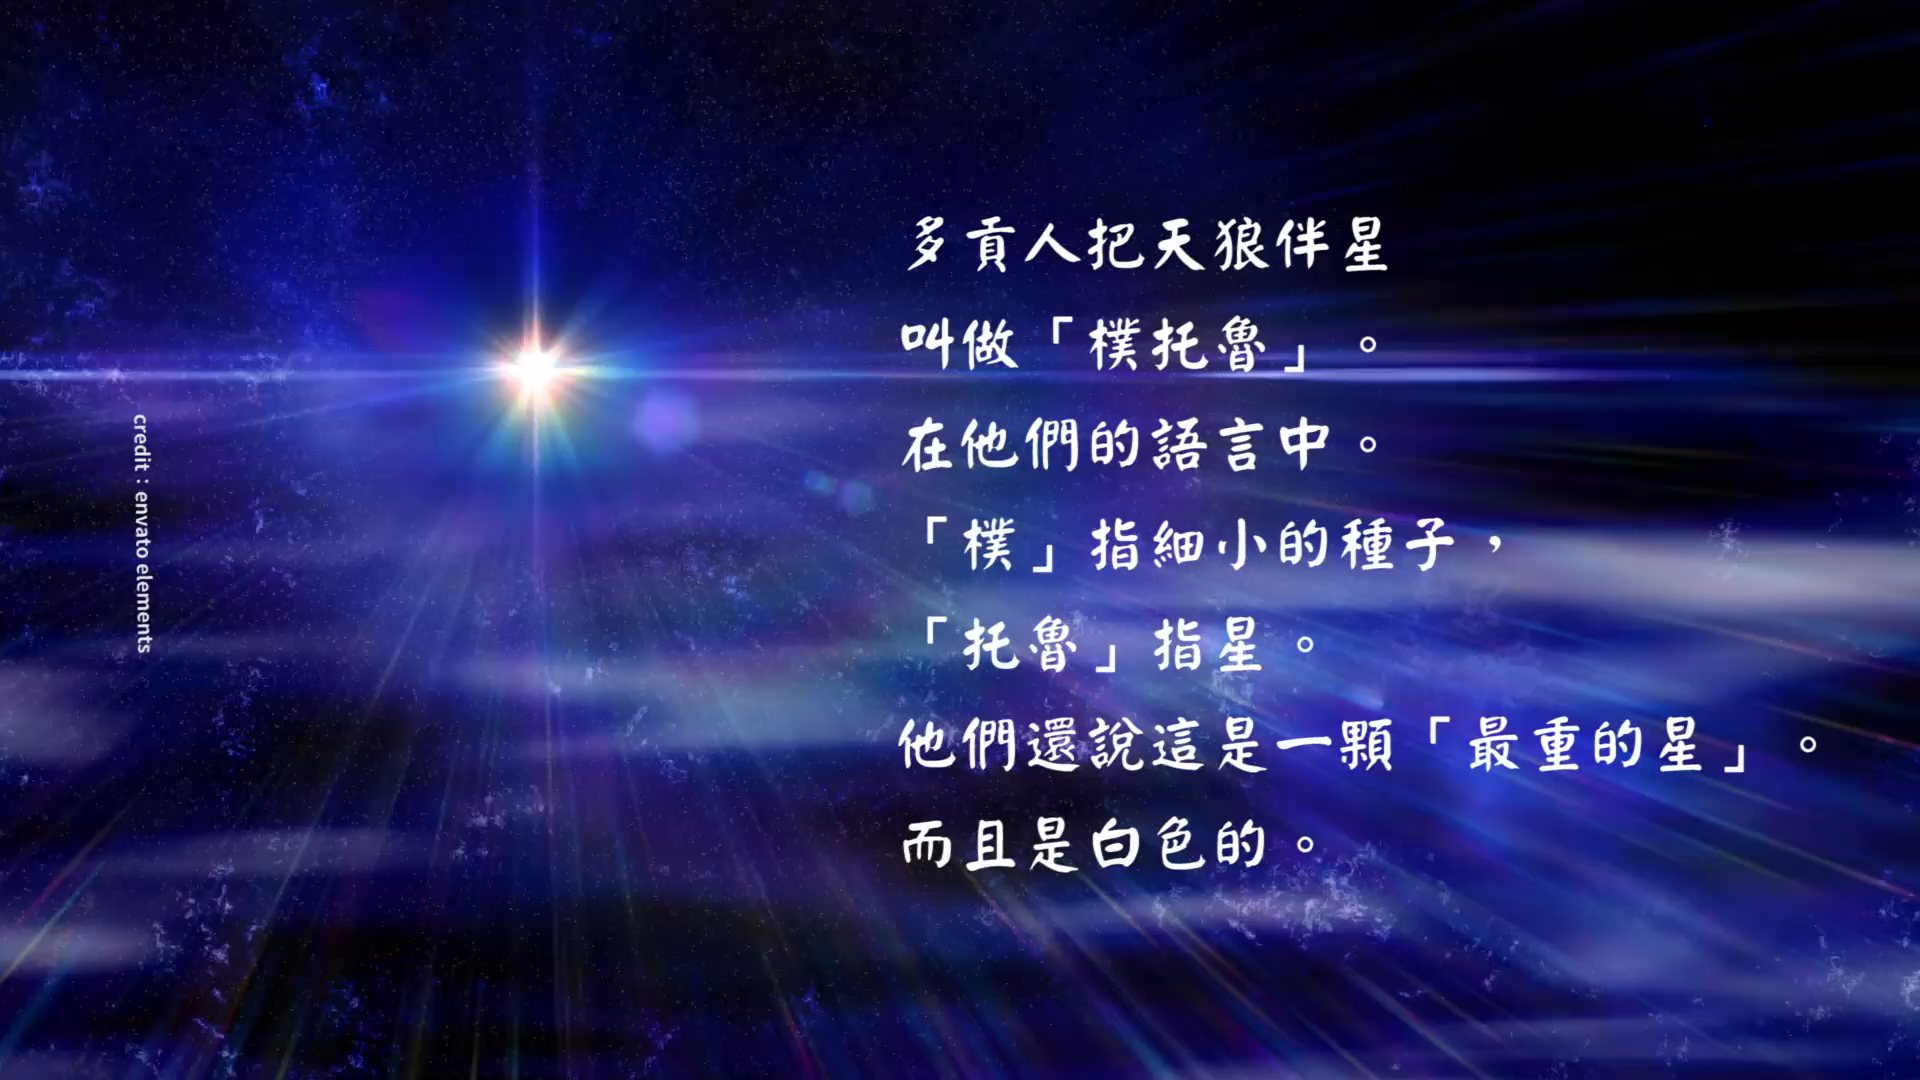 多貢人把天狼伴星
叫做「樸托魯」。
在他們的語言中。
「樸」指細小的種子，
「托魯」指星。
他們還說這是一顆「最重的星」。
而且是白色的。
credit：envato elements